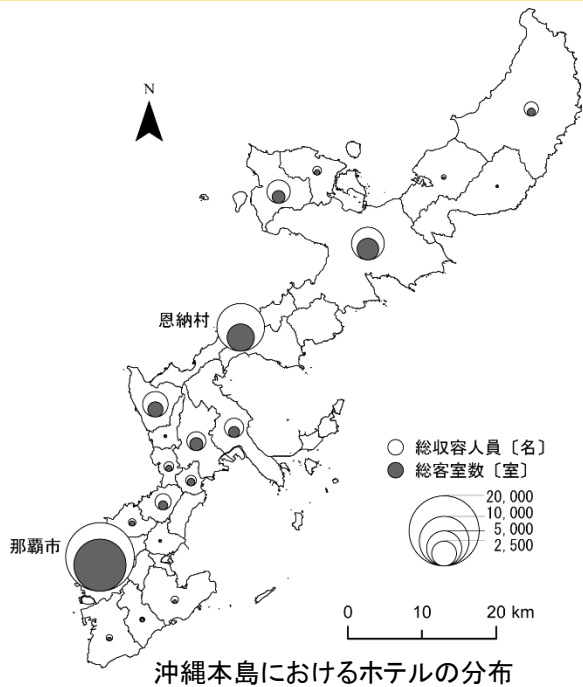 N
恩納村
那覇市
総収容人員〔名〕
総客室数〔室〕
20,000
10,000
5,000
2,500
0 10 20 km
沖縄本島におけるホテルの分布